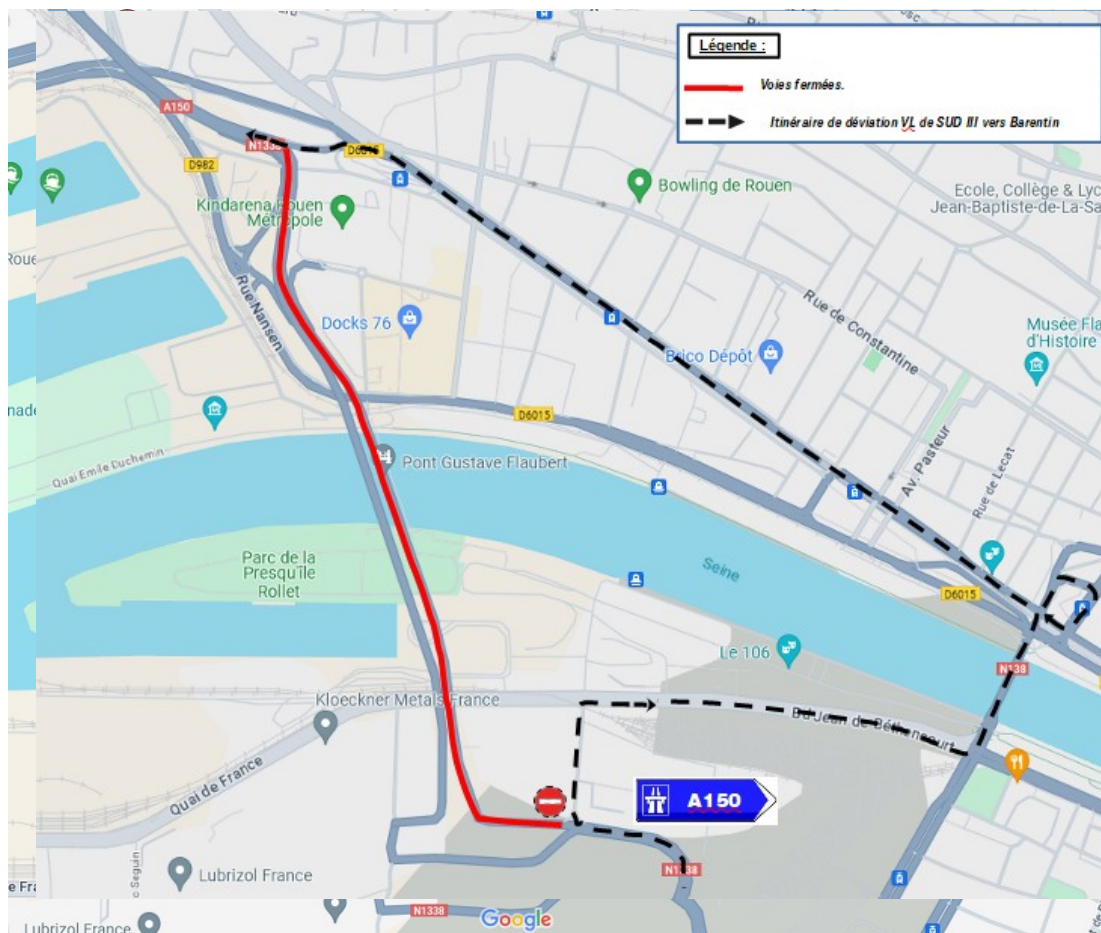 Légende :
Voies fermées.
Itinéraire de déviation VL de SUD III vers Barentin
A150
N1338
D6015
D982
Kindarena Rouen
Métropole
Bowling de Rouen
Ecole, Collège & Lyc
Jean-Baptiste-de-La-Sa
Rue Nansen
Docks 76
Rue de Constantine
Musée Fla
d'Histoire
Brico Dépôt
D6015
Av. Pasteur
Rue de Lecat
Quai Emile Duchemin
Pont Gustave Flaubert
Parc de la
Presqu'île
Rollet
Seine
D6015
Le 106
N138
Kloeckner Metals France
Bd Jean de Béthencourt
Quai de France
A150
N1338
Lubrizol France
c Seguin
e Fra
N1338
Google
Lubrizol France